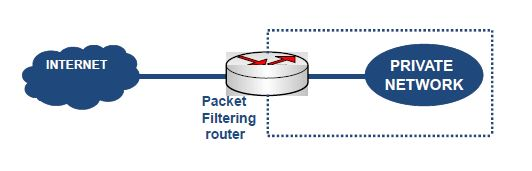 INTERNET
Packet
Filtering
router
PRIVATE
NETWORK